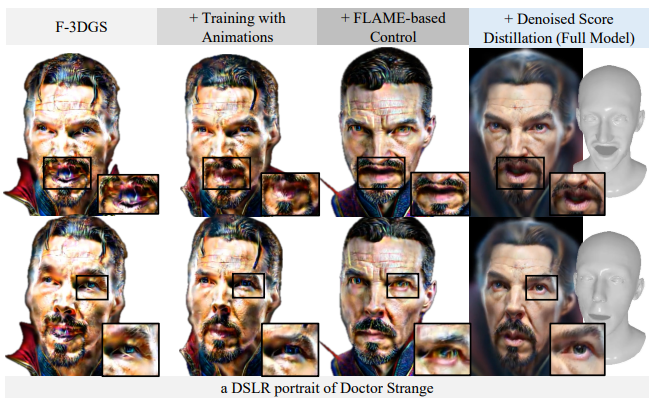 F-3DGS
+ Training with
Animations
+ FLAME-based
Control
+ Denoised Score
Distillation (Full Model)
a DSLR portrait of Doctor Strange